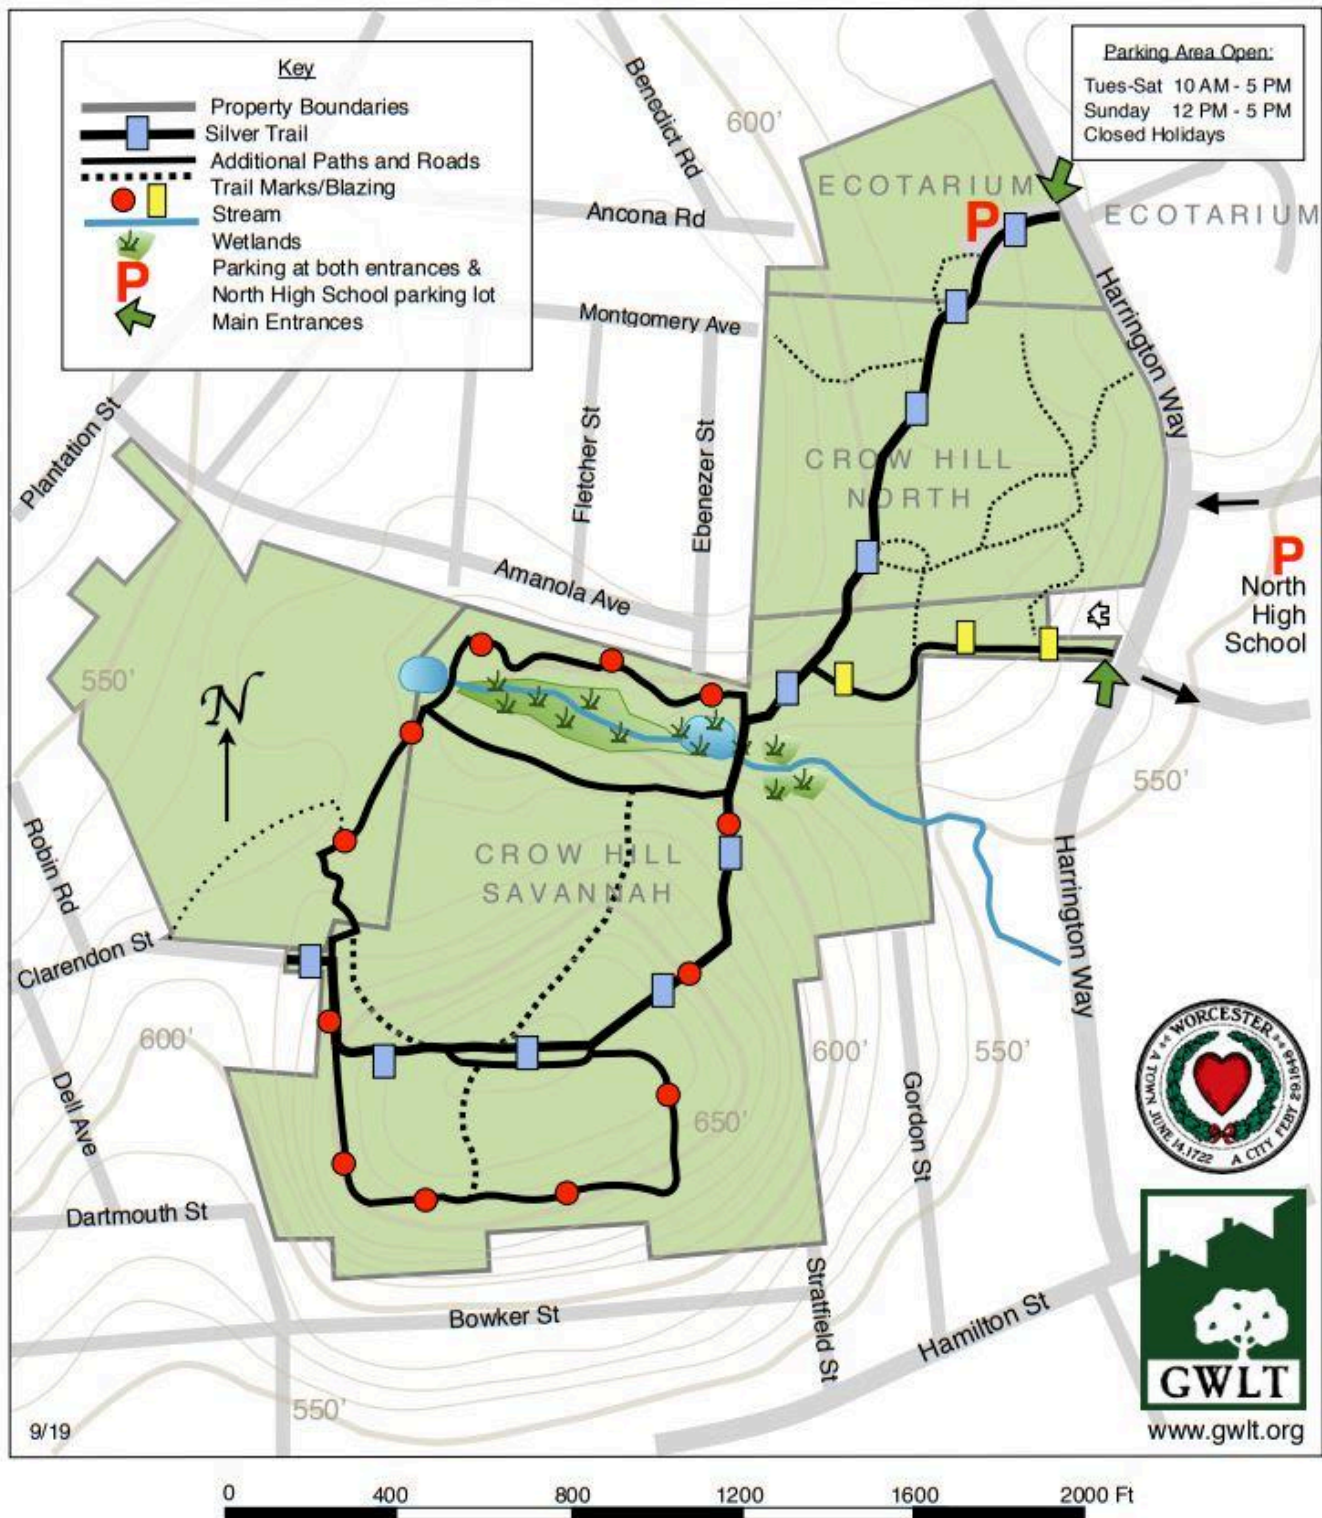 Key
Property Boundaries
Silver Trail
Additional Paths and Roads
Trail Marks/Blazing
Stream
Wetlands
P
Parking at both entrances &
North High School parking lot
Main Entrances
Parking Area Open:
Tues-Sat 10 AM - 5 PM
Sunday 12 PM - 5 PM
Closed Holidays
Benedict Rd
600'
ECOTARIUM
P
ECOTARIUM
Ancona Rd
Harrington Way
Montgomery Ave
Plantation St
Fletcher St
Ebenezer St
CROW HILL
NORTH
P
North
High
School
Amanola Ave
550'
N
550'
Robin Rd
CROW HILL
SAVANNAH
Harrington Way
Clarendon St
600'
600'
550'
WORCESTER
A TOWN JUNE 14, 1722
A CITY FEBY 29, 1848
Dell Ave
650'
Gordon St
Dartmouth St
Stratfield St
Bowker St
Hamilton St
GWLT
www.gwlt.org
550'
9/19
0 400 800 1200 1600 2000 Ft